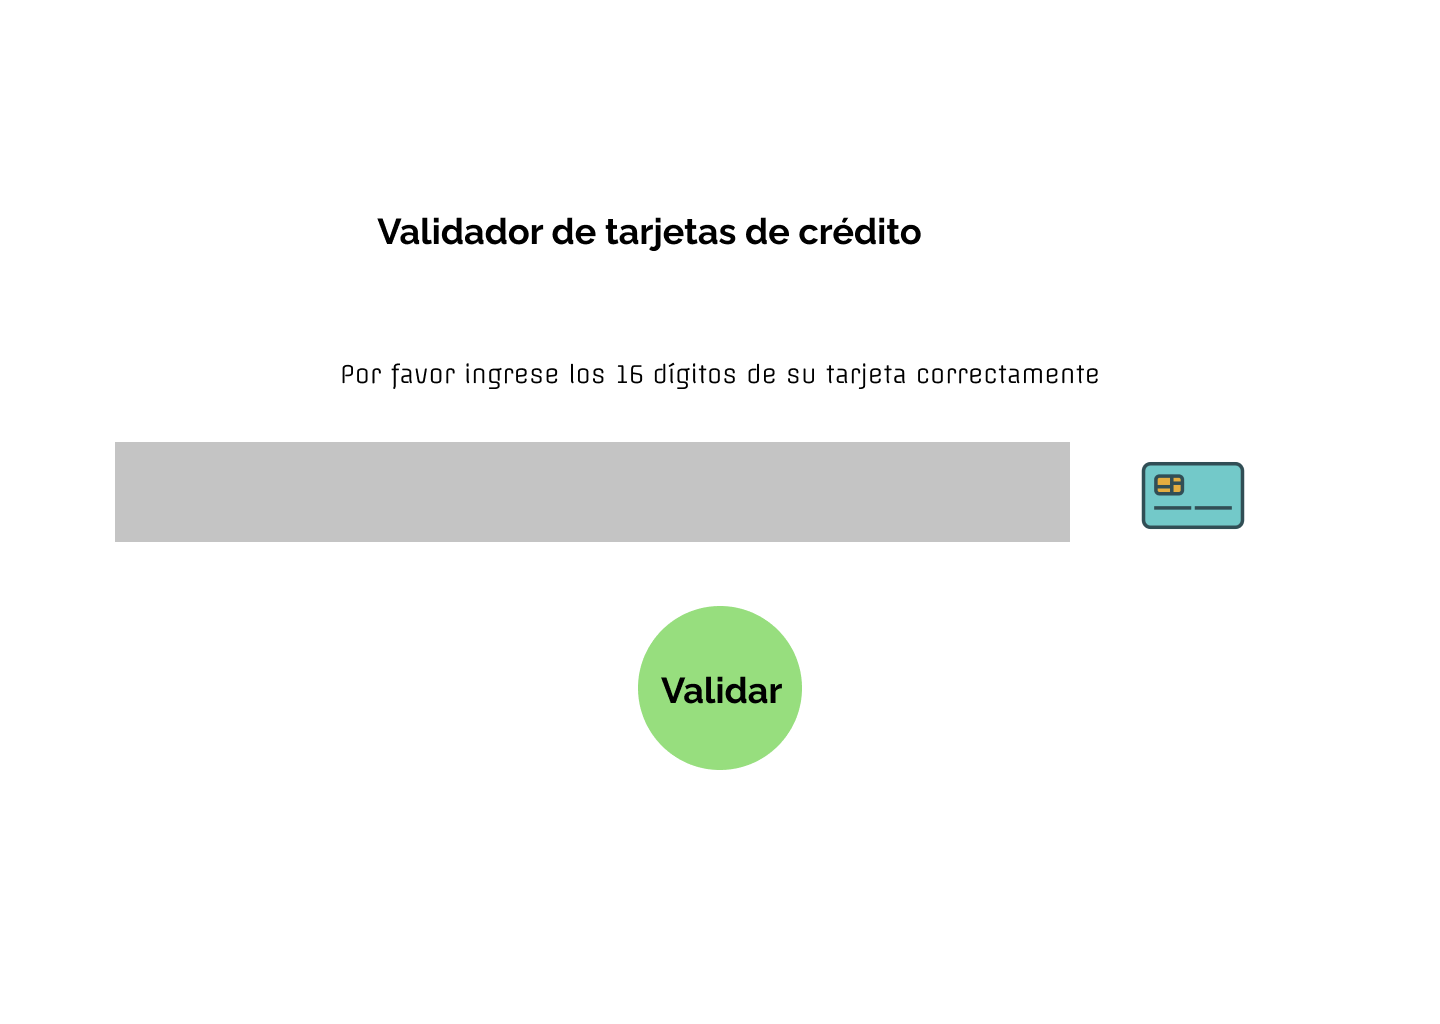 Validador de tarjetas de crédito
Por favor ingrese los 16 dígitos de su tarjeta correctamente
Validar